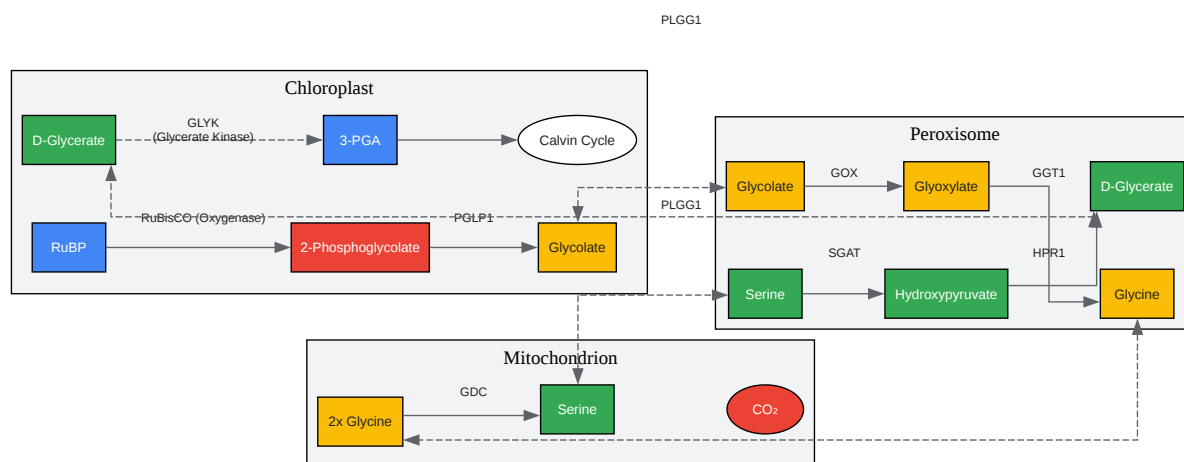 PLGG1
Chloroplast
GLYK
(Glycerate Kinase)
D-Glycerate
3-PGA
Calvin Cycle
RuBisCO (Oxygenase)
PGLP1
RuBP
2-Phosphoglycolate
Glycolate
PLGG1
Peroxisome
Glycolate
GOX
Glyoxylate
GGT1
D-Glycerate
Serine
SGAT
Hydroxypyruvate
HPR1
Glycine
Mitochondrion
2x Glycine
GDC
Serine
CO₂